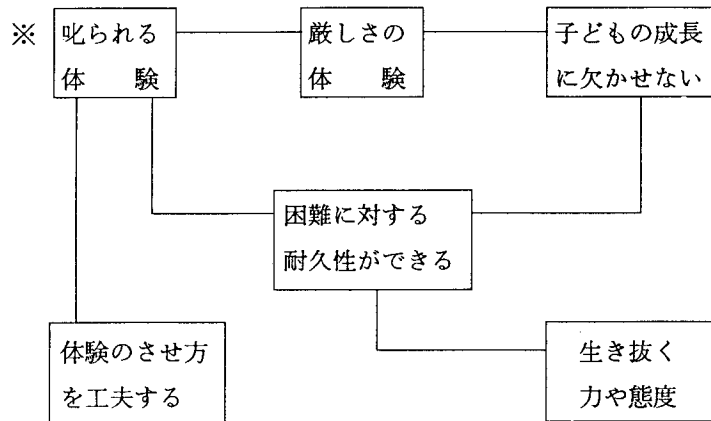 ※
叱られる
体験
厳しさの
体験
子どもの成長
に欠かせない
困難に対する
耐久性ができる
体験のさせ方
を工夫する
生き抜く
力や態度